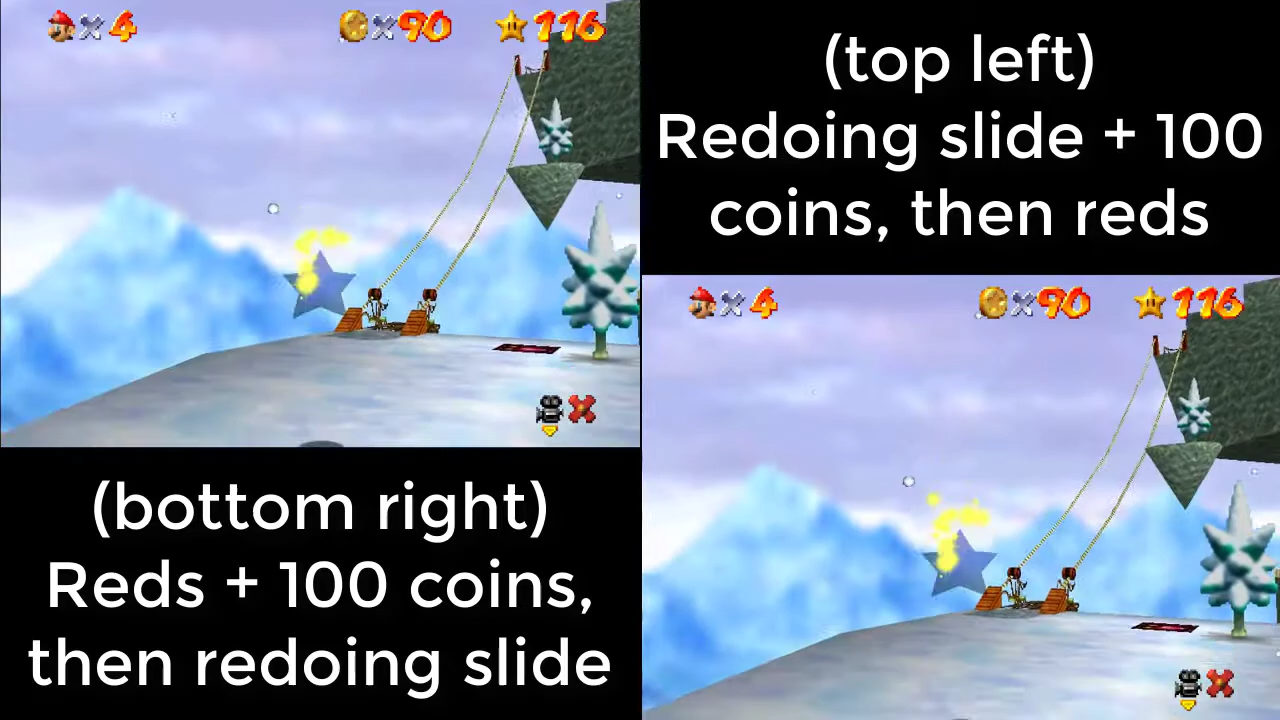 ×4 ×90 ★116
(top left)
Redoing slide + 100
coins, then reds
(bottom right)
Reds + 100 coins,
then redoing slide
×4 ×90 ★116